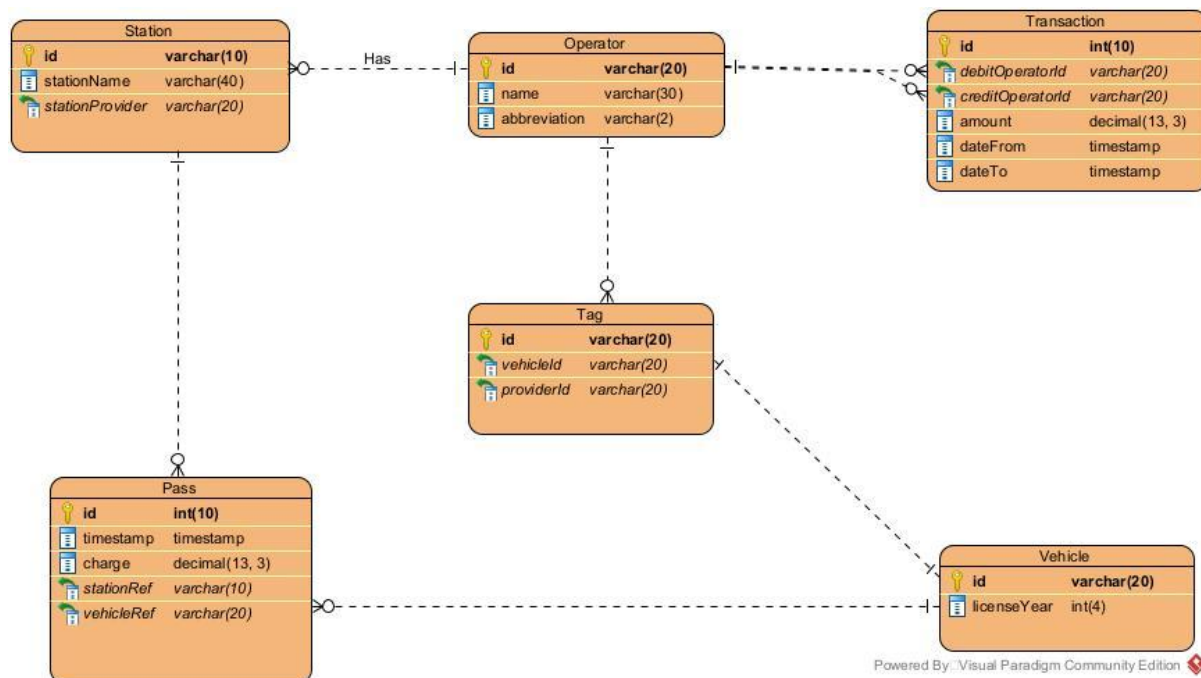 Station
id varchar(10)
stationName varchar(40)
stationProvider varchar(20)
Has
Operator
id varchar(20)
name varchar(30)
abbreviation varchar(2)
Transaction
id int(10)
debitOperatorId varchar(20)
creditOperatorId varchar(20)
amount decimal(13, 3)
dateFrom timestamp
dateTo timestamp
Tag
id varchar(20)
vehicleId varchar(20)
providerId varchar(20)
Pass
id int(10)
timestamp timestamp
charge decimal(13, 3)
stationRef varchar(10)
vehicleRef varchar(20)
Vehicle
id varchar(20)
licenseYear int(4)
Powered By Visual Paradigm Community Edition